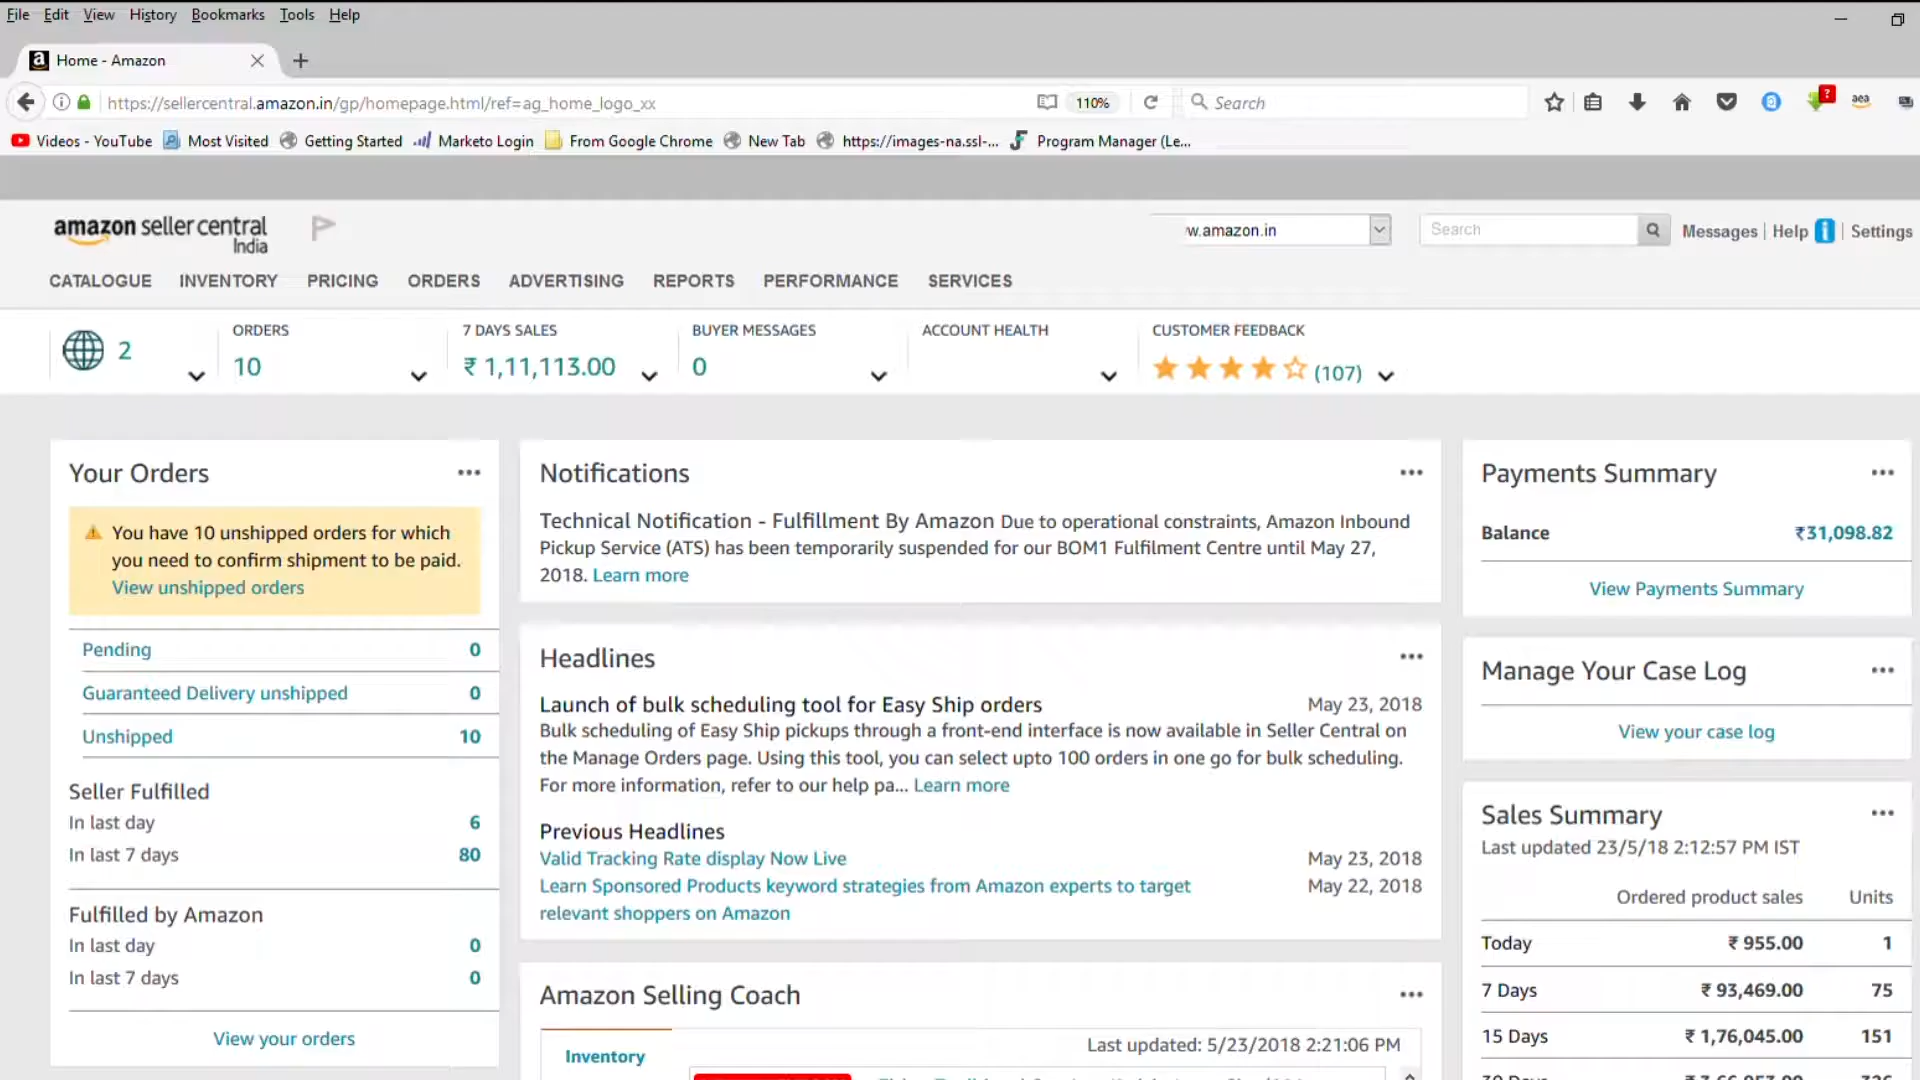 File Edit View History Bookmarks Tools Help
Home - Amazon
https://sellercentral.amazon.in/gp/homepage.html/ref=ag_home_logo_xx 110% Search
Videos - YouTube Most Visited Getting Started Marketo Login From Google Chrome New Tab https://images-na.ssl-... Program Manager (Le...
amazon seller central
India
w.amazon.in Search Messages | Help | Settings
CATALOGUE INVENTORY PRICING ORDERS ADVERTISING REPORTS PERFORMANCE SERVICES
2
ORDERS
10
7 DAYS SALES
₹ 1,11,113.00
BUYER MESSAGES
0
ACCOUNT HEALTH
CUSTOMER FEEDBACK
(107)
Your Orders
You have 10 unshipped orders for which
you need to confirm shipment to be paid.
View unshipped orders
Pending 0
Guaranteed Delivery unshipped 0
Unshipped 10
Seller Fulfilled
In last day 6
In last 7 days 80
Fulfilled by Amazon
In last day 0
In last 7 days 0
View your orders
Notifications
Technical Notification - Fulfillment By Amazon Due to operational constraints, Amazon Inbound
Pickup Service (ATS) has been temporarily suspended for our BOM1 Fulfilment Centre until May 27,
2018. Learn more
Headlines
Launch of bulk scheduling tool for Easy Ship orders May 23, 2018
Bulk scheduling of Easy Ship pickups through a front-end interface is now available in Seller Central on
the Manage Orders page. Using this tool, you can select upto 100 orders in one go for bulk scheduling.
For more information, refer to our help pa... Learn more
Previous Headlines
Valid Tracking Rate display Now Live May 23, 2018
Learn Sponsored Products keyword strategies from Amazon experts to target May 22, 2018
relevant shoppers on Amazon
Amazon Selling Coach
Last updated: 5/23/2018 2:21:06 PM
Inventory
Payments Summary
Balance ₹31,098.82
View Payments Summary
Manage Your Case Log
View your case log
Sales Summary
Last updated 23/5/18 2:12:57 PM IST
Ordered product sales Units
Today ₹ 955.00 1
7 Days ₹ 93,469.00 75
15 Days ₹ 1,76,045.00 151